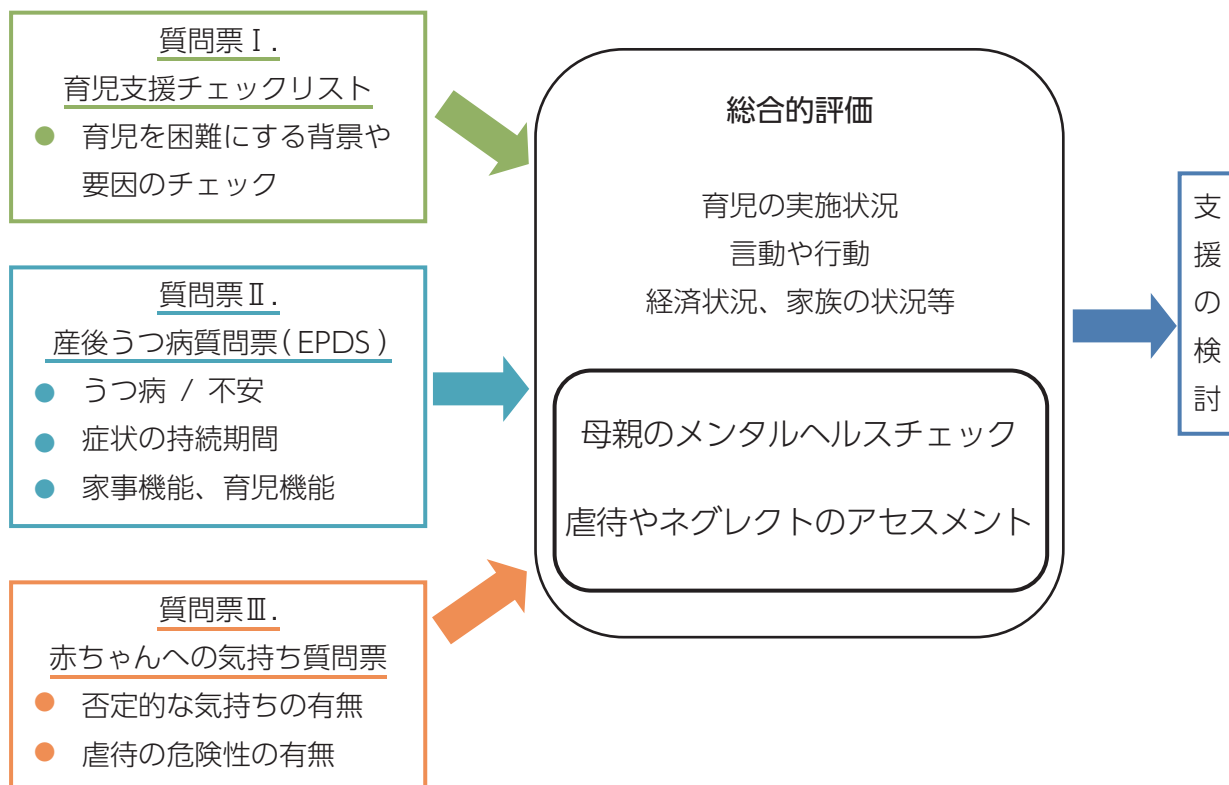 質問票Ⅰ.
育児支援チェックリスト
● 育児を困難にする背景や
要因のチェック
質問票Ⅱ.
産後うつ病質問票(EPDS)
● うつ病 / 不安
● 症状の持続期間
● 家事機能、育児機能
質問票Ⅲ.
赤ちゃんへの気持ち質問票
● 否定的な気持ちの有無
● 虐待の危険性の有無
総合的評価
育児の実施状況
言動や行動
経済状況、家族の状況等
母親のメンタルヘルスチェック
虐待やネグレクトのアセスメント
支援の検討